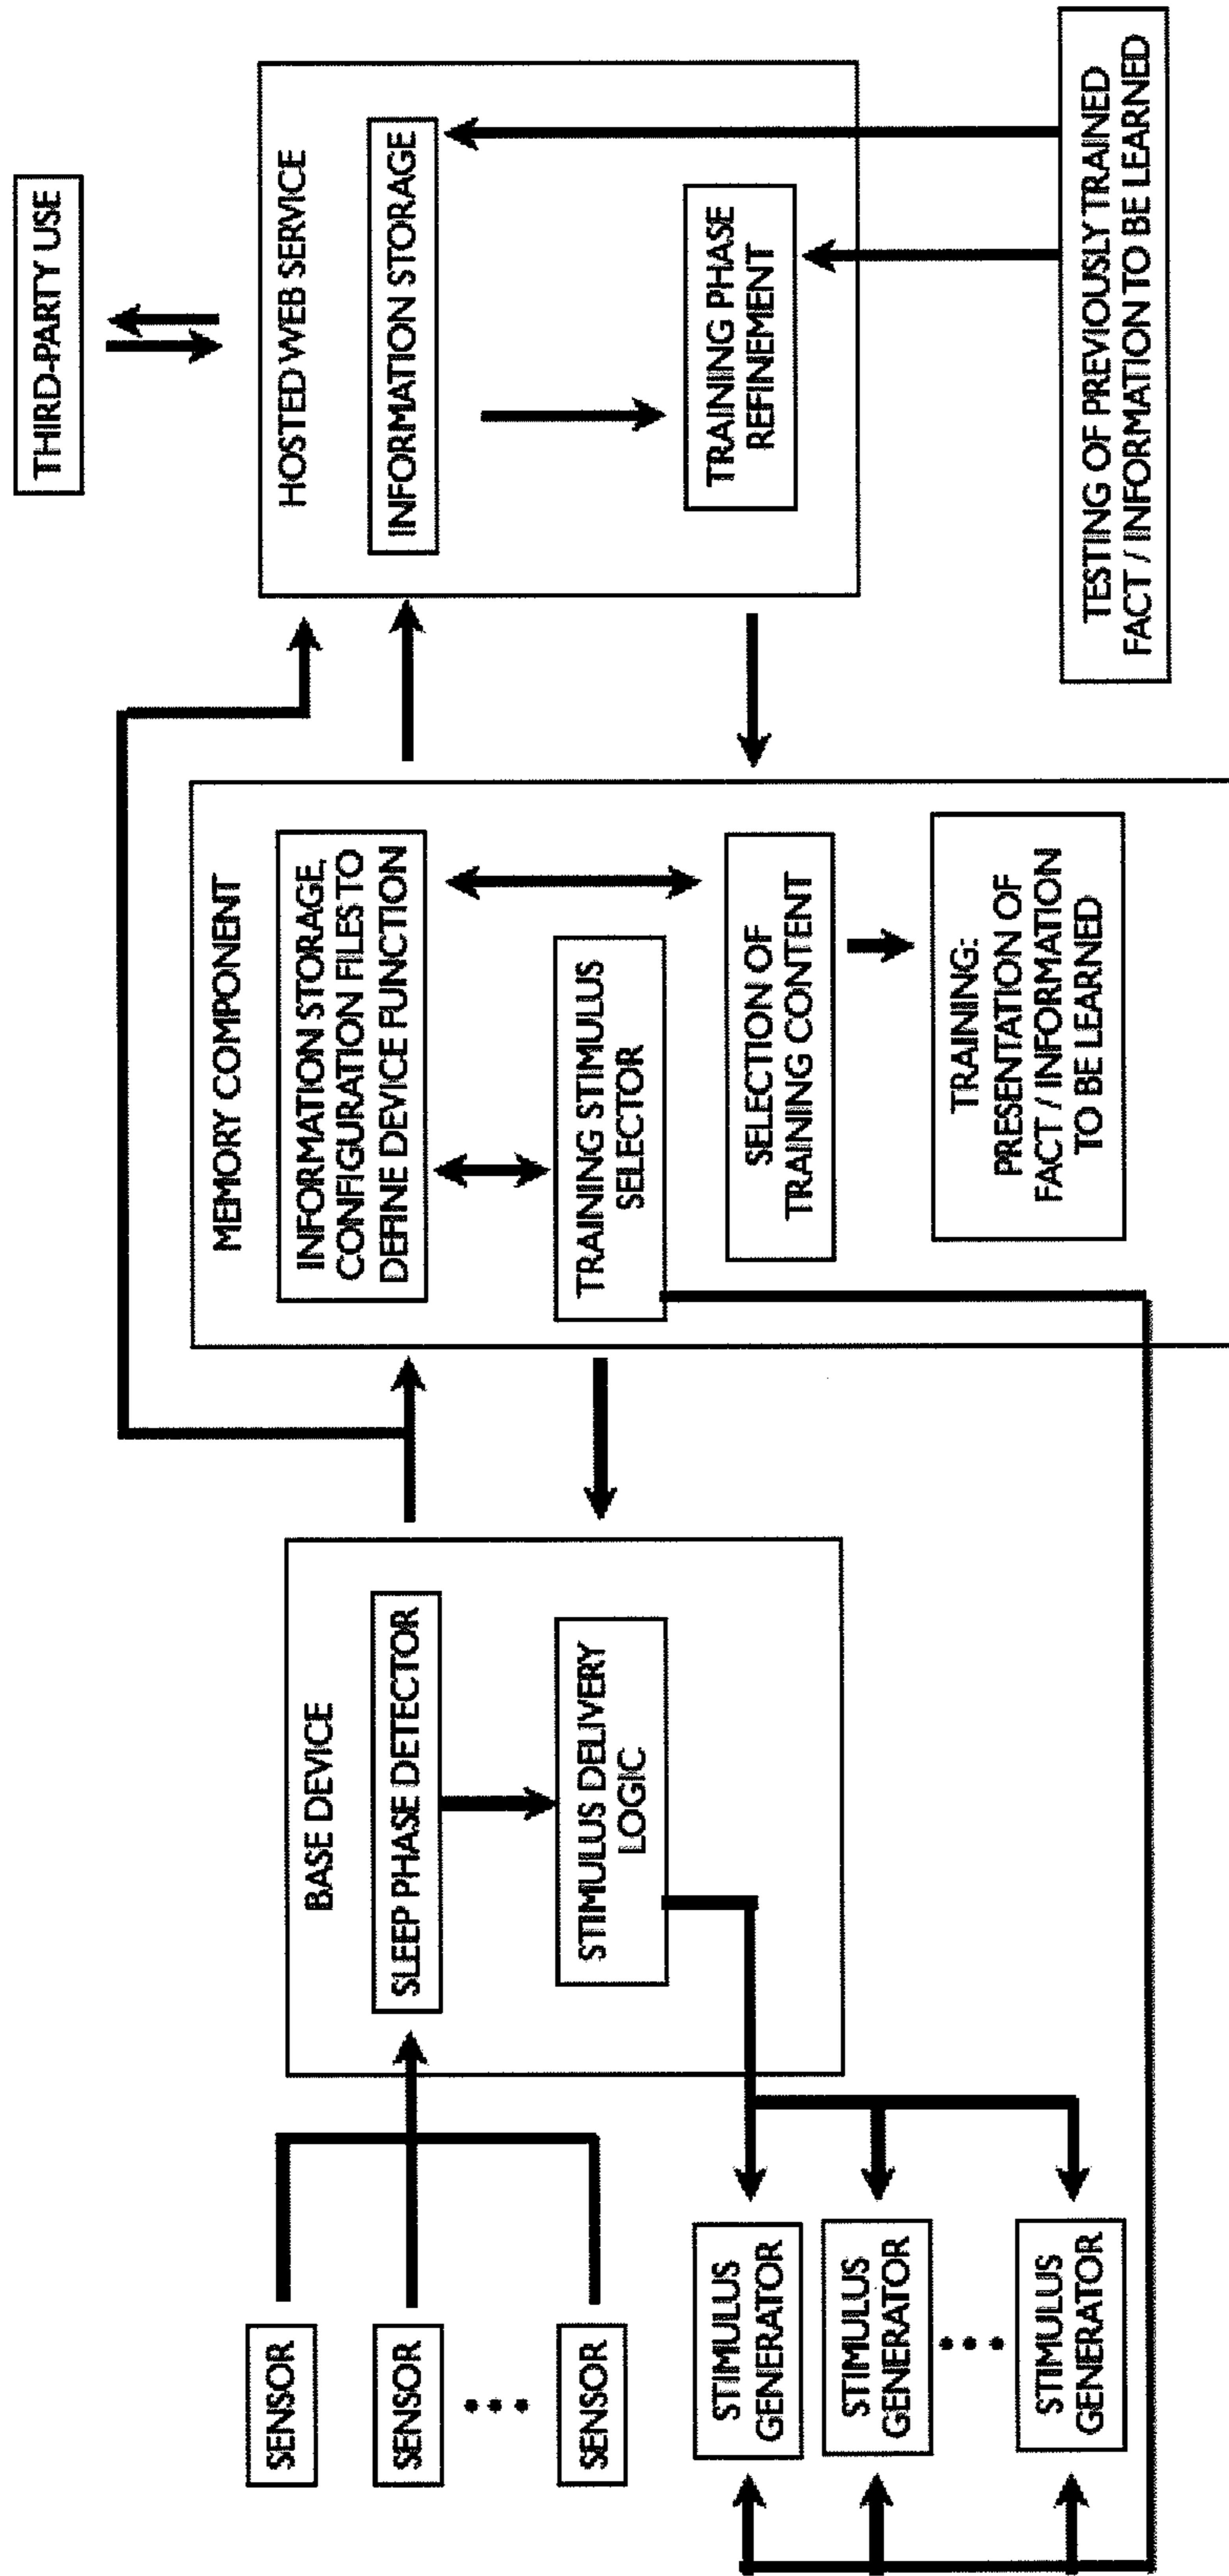 SENSOR
SENSOR
SENSOR
STIMULUS
GENERATOR
STIMULUS
GENERATOR
STIMULUS
GENERATOR
BASE DEVICE
SLEEP PHASE DETECTOR
STIMULUS DELIVERY
LOGIC
MEMORY COMPONENT
INFORMATION STORAGE,
CONFIGURATION FILES TO
DEFINE DEVICE FUNCTION
TRAINING STIMULUS
SELECTOR
SELECTION OF
TRAINING CONTENT
TRAINING:
PRESENTATION OF
FACT / INFORMATION
TO BE LEARNED
THIRD-PARTY USE
HOSTED WEB SERVICE
INFORMATION STORAGE
TRAINING PHASE
REFINEMENT
TESTING OF PREVIOUSLY TRAINED
FACT / INFORMATION TO BE LEARNED